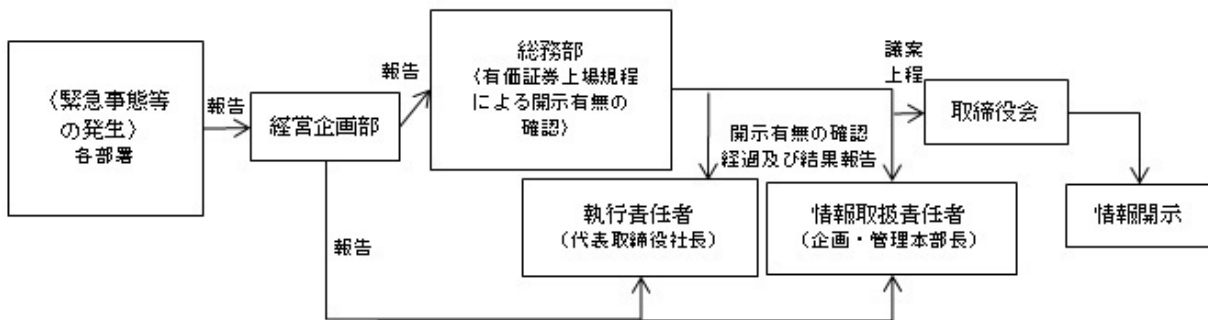 〈緊急事態等
の発生〉
各部署
報告
経営企画部
報告
総務部
〈有価証券上場規程
による開示有無の
確認〉
議案
上程
取締役会
開示有無の確認
経過及び結果報告
執行責任者
（代表取締役社長）
情報取扱責任者
（企画・管理本部長）
情報開示
報告